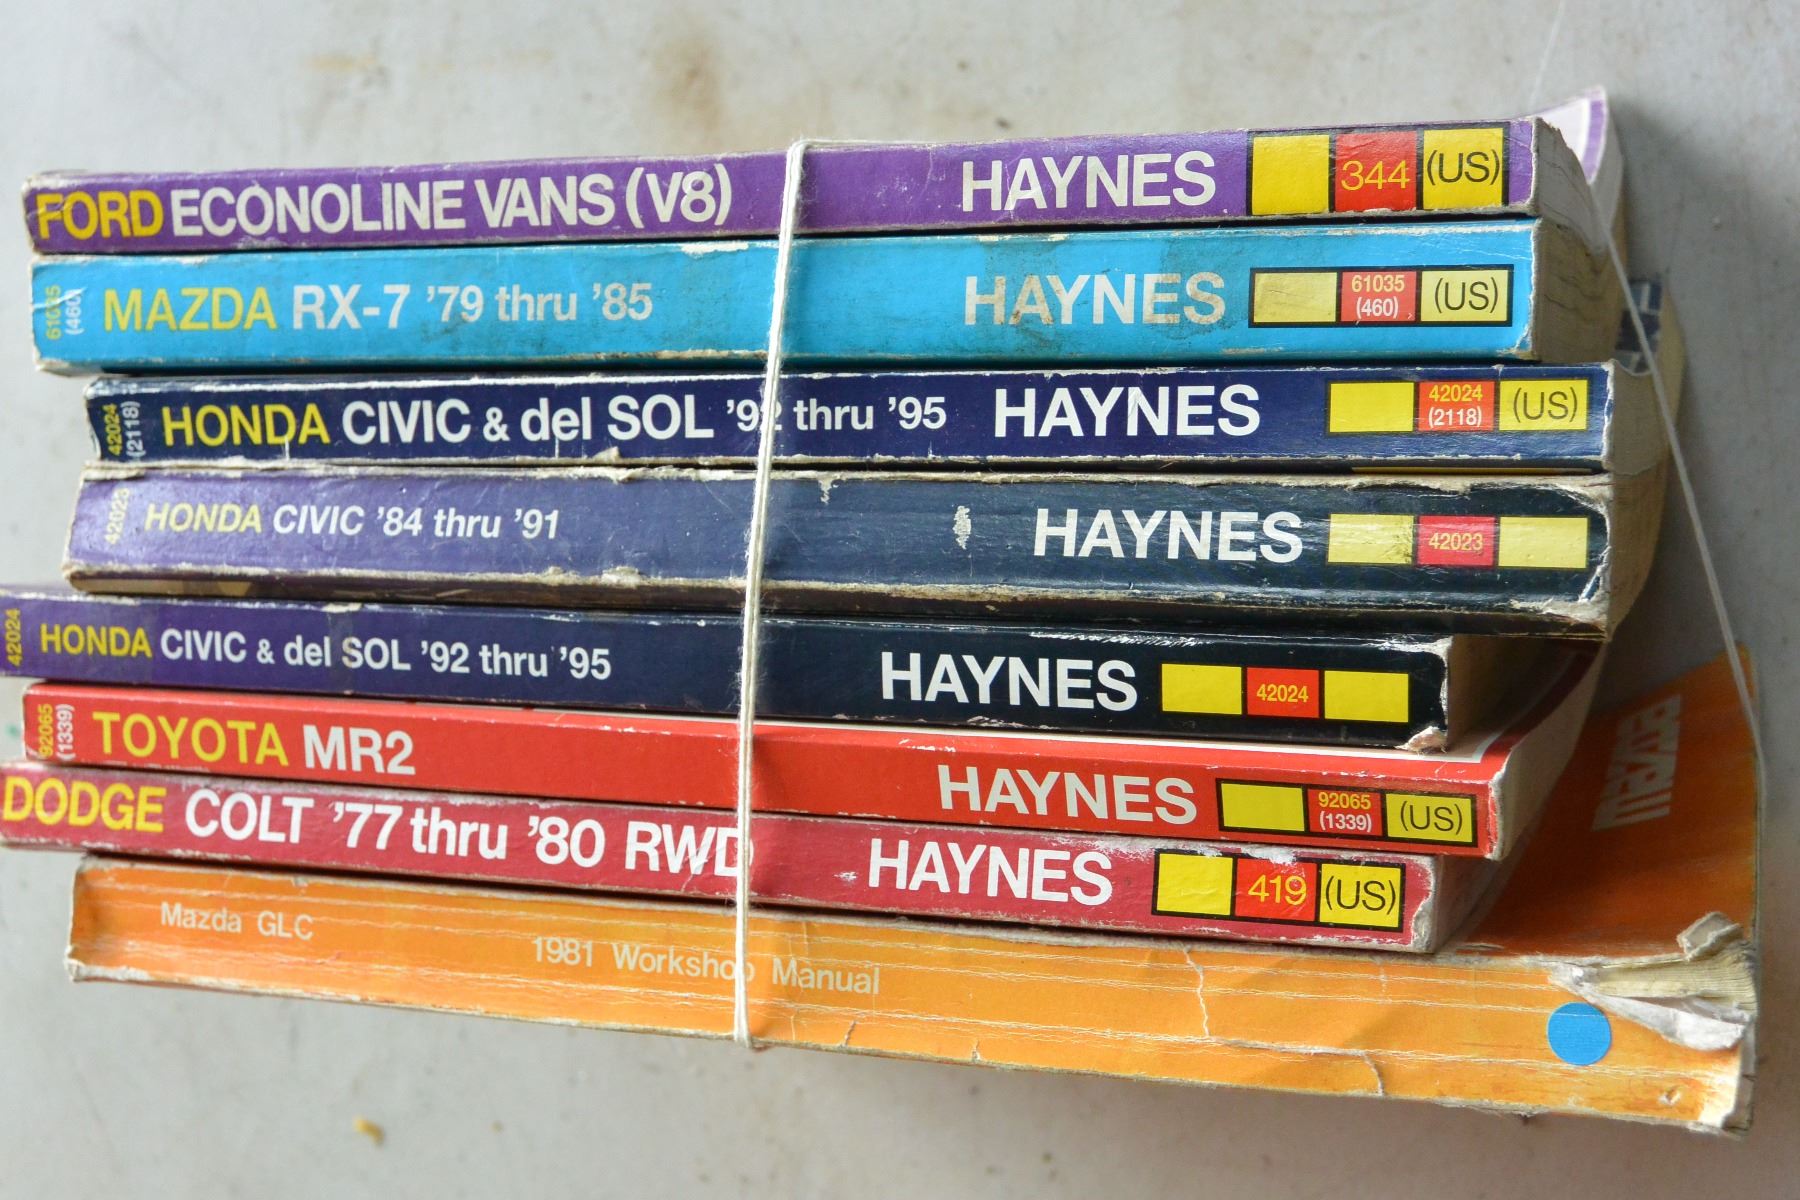 FORD ECONOLINE VANS (V8) HAYNES 344 (US)
61035
(460)
MAZDA RX-7 '79 thru '85 HAYNES
61035
(460)
(US)
42024
(2118)
HONDA CIVIC & del SOL '92 thru '95 HAYNES
42024
(2118)
(US)
42023
HONDA CIVIC '84 thru '91 HAYNES 42023
42024
HONDA CIVIC & del SOL '92 thru '95 HAYNES 42024
92065
(1339)
TOYOTA MR2 HAYNES
92065
(1339)
(US)
DODGE COLT '77 thru '80 RWD HAYNES 419 (US)
mazda
Mazda GLC 1981 Workshop Manual